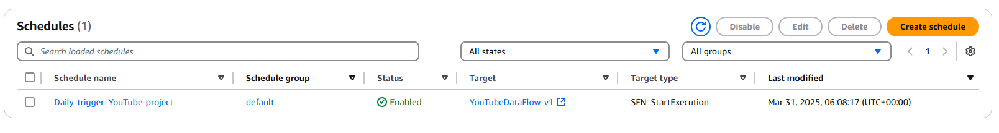 Schedules (1)
Disable
Edit
Delete
Create schedule
Search loaded schedules
All states
All groups
1
Schedule name
Schedule group
Status
Target
Target type
Last modified
Daily-trigger_YouTube-project
default
Enabled
YouTubeDataFlow-v1
SFN_StartExecution
Mar 31, 2025, 06:08:17 (UTC+00:00)